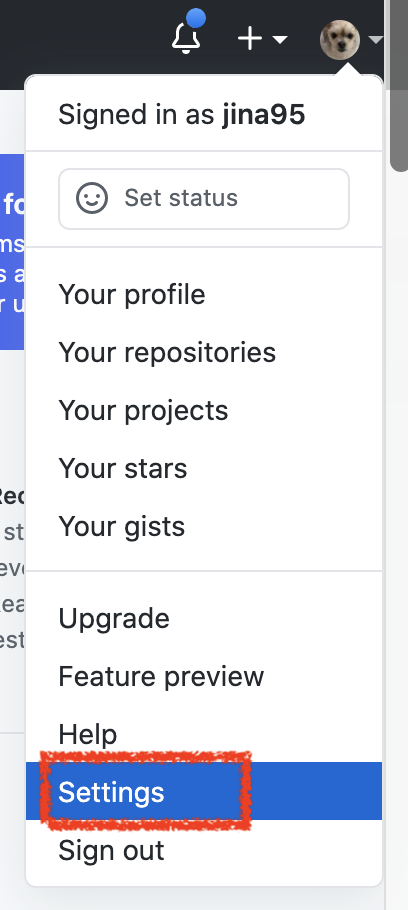 Signed in as jina95
Set status
Your profile
Your repositories
Your projects
Your stars
Your gists
Upgrade
Feature preview
Help
Settings
Sign out